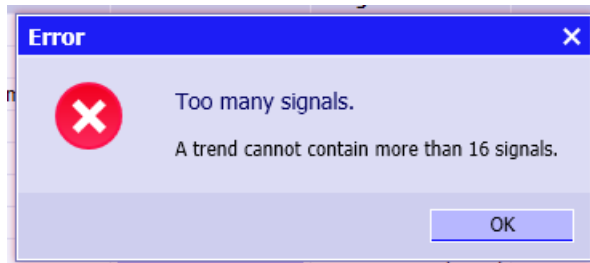 Error
Too many signals.
A trend cannot contain more than 16 signals.
OK